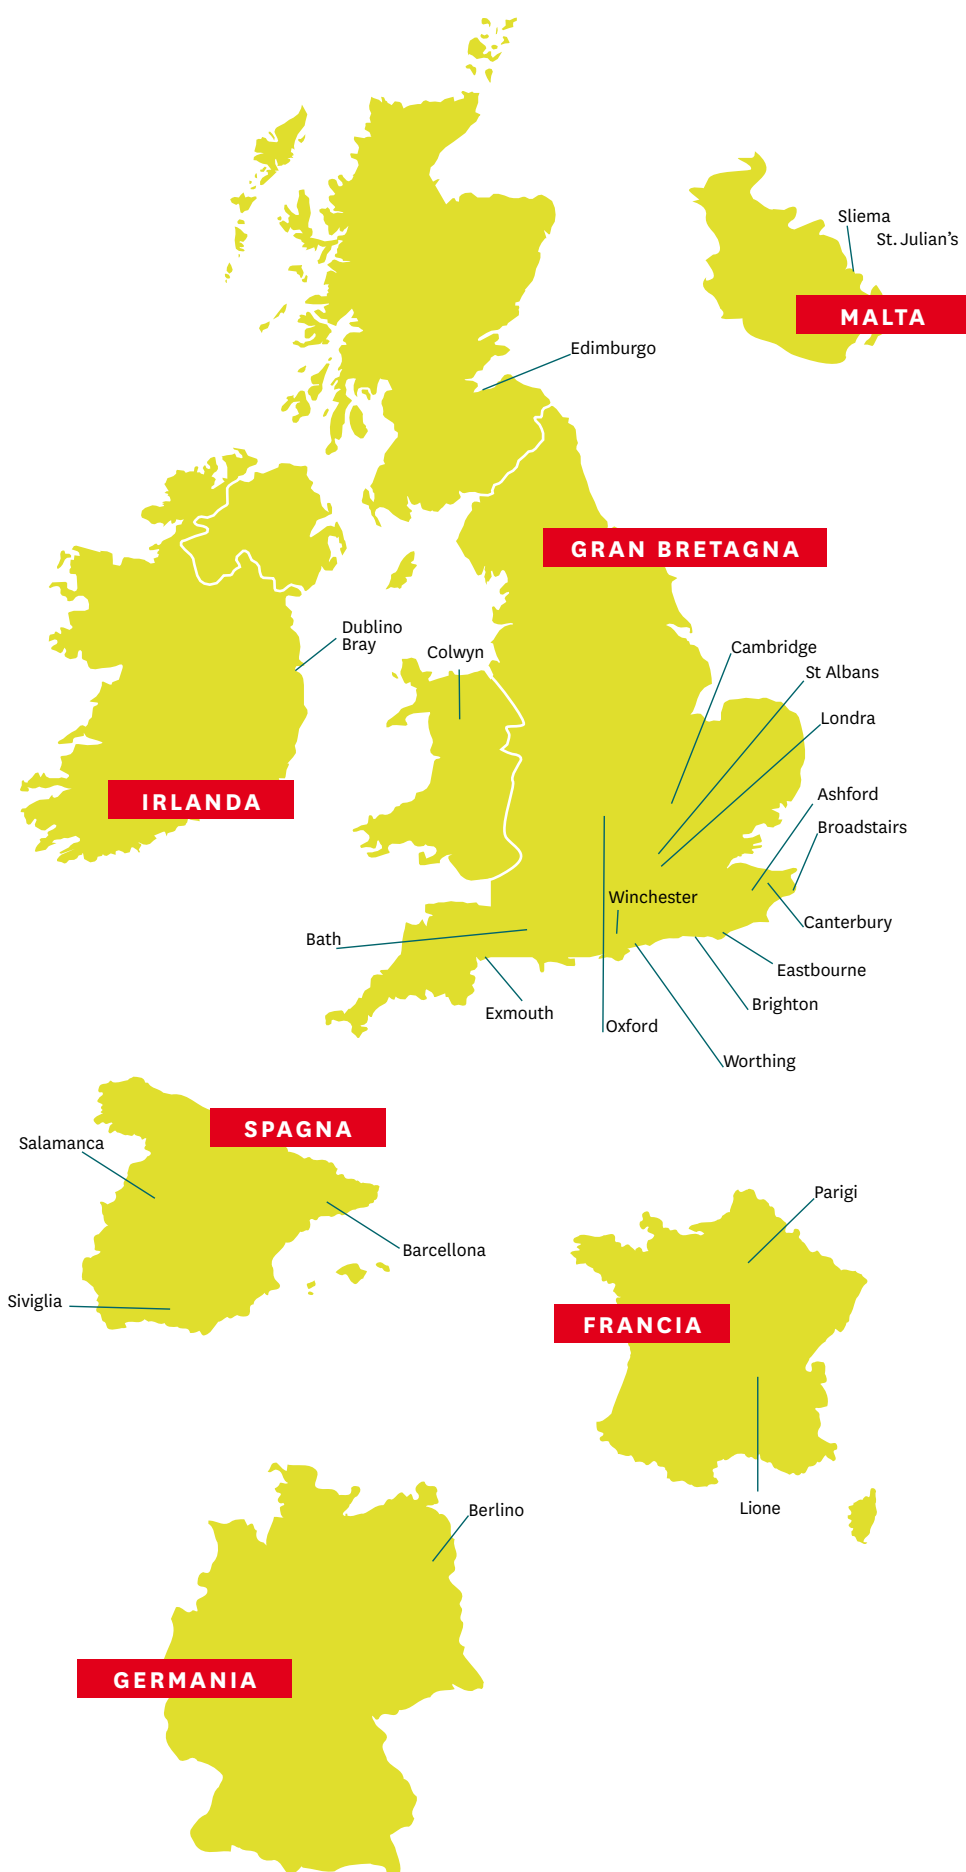 Sliema
St. Julian's
MALTA
Edimburgo
GRAN BRETAGNA
Dublino
Bray
Colwyn
Cambridge
St Albans
Londra
Ashford
IRLANDA
Broadstairs
Winchester
Canterbury
Bath
Eastbourne
Brighton
Exmouth
Oxford
Worthing
SPAGNA
Salamanca
Parigi
Barcellona
Siviglia
FRANCIA
Lione
Berlino
GERMANIA